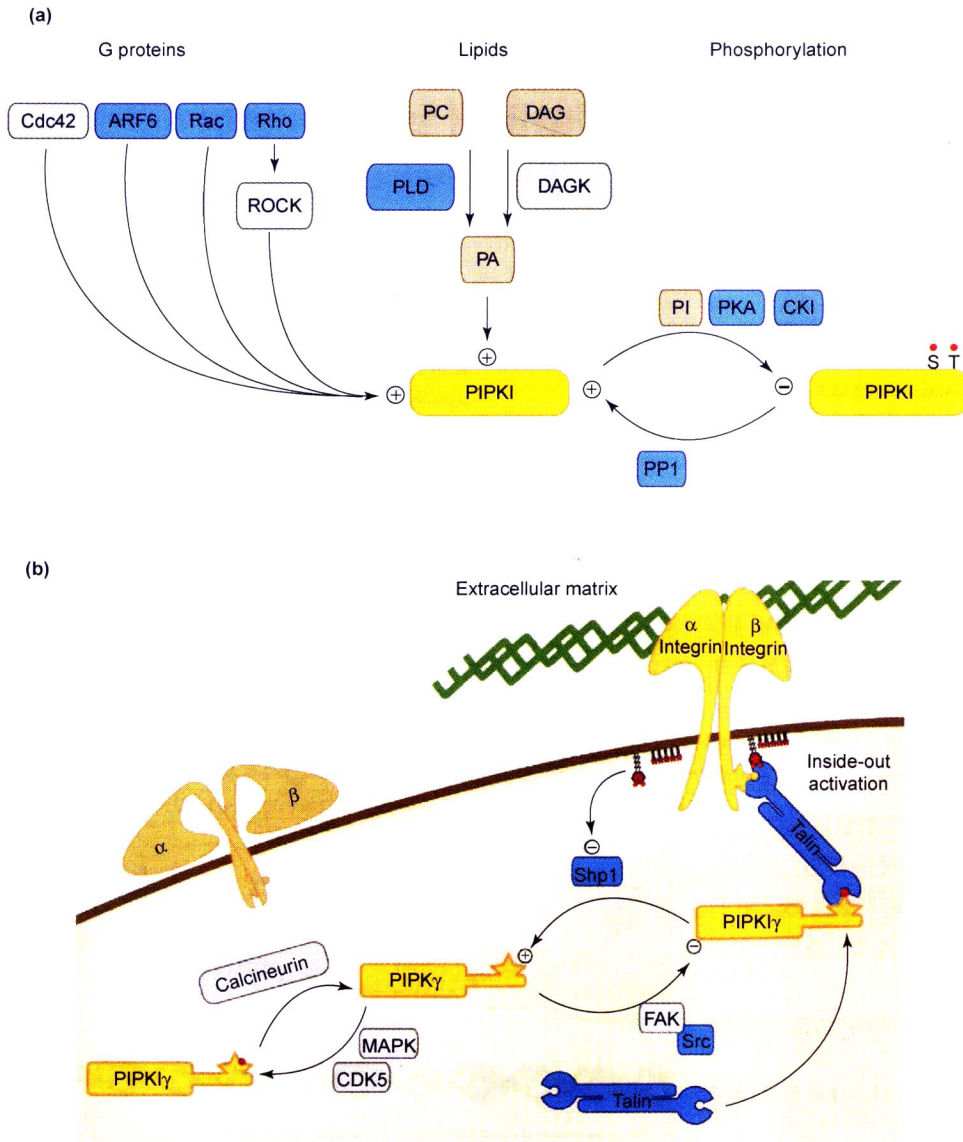 (a)
G proteins Lipids Phosphorylation
Cdc42 ARF6 Rac Rho
PC DAG
PLD DAGK
ROCK
PA
PI PKA CKI
+
S T
+ PIPKI + − PIPKI
PP1
(b)
Extracellular matrix
α
Integrin
β
Integrin
Inside-out
activation
β
α
Talin
−
Shp1
PIPKIγ
−
+
Calcineurin
PIPKγ
FAK
Src
MAPK
CDK5
PIPKIγ
Talin